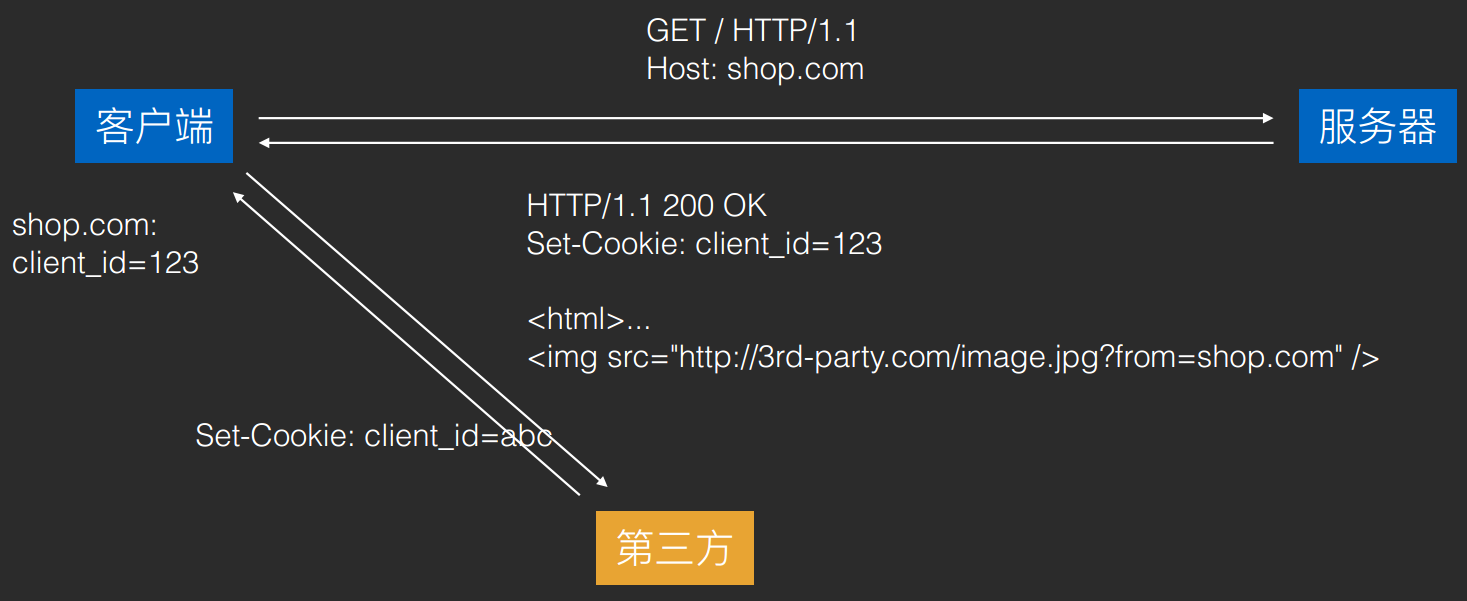 GET / HTTP/1.1
Host: shop.com
客户端
服务器
shop.com:
client_id=123
HTTP/1.1 200 OK
Set-Cookie: client_id=123
<html>...
<img src="http://3rd-party.com/image.jpg?from=shop.com" />
Set-Cookie: client_id=abc
第三方